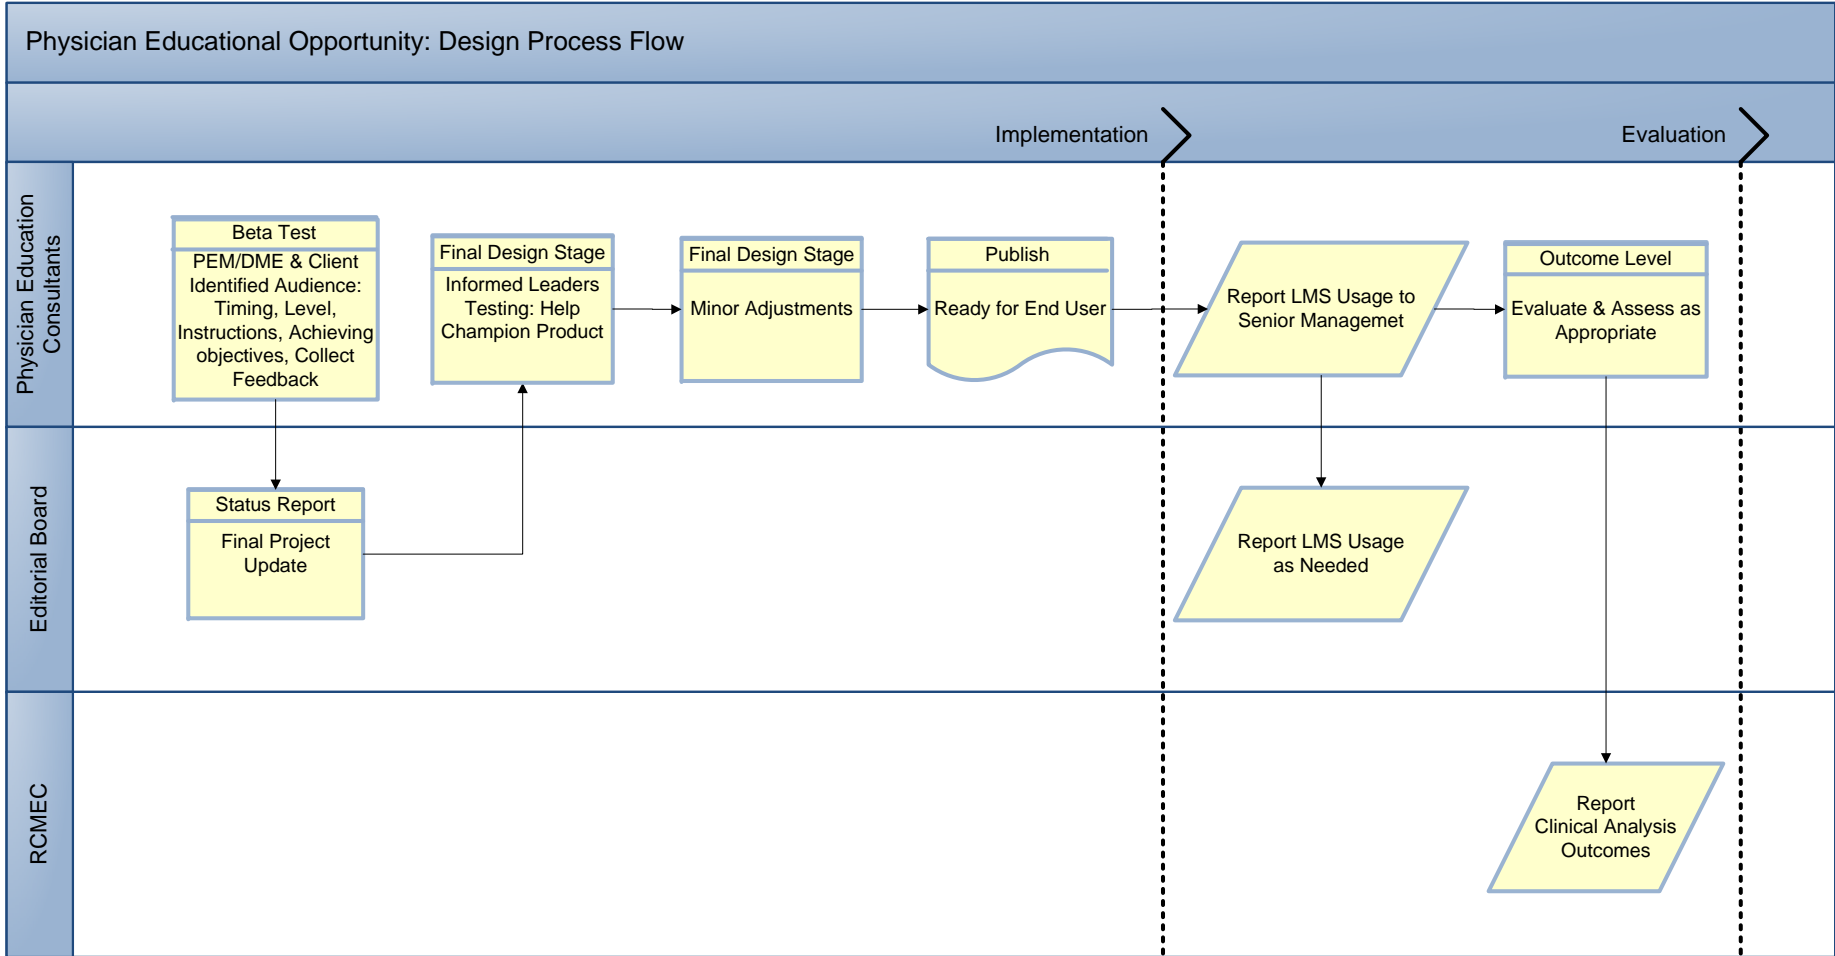 Physician Educational Opportunity: Design Process Flow
Implementation
Evaluation
Physician Education
Consultants
Beta Test
PEM/DME & Client
Identified Audience:
Timing, Level,
Instructions, Achieving
objectives, Collect
Feedback
Final Design Stage
Informed Leaders
Testing: Help
Champion Product
Final Design Stage
Minor Adjustments
Publish
Ready for End User
Report LMS Usage to
Senior Managemet
Outcome Level
Evaluate & Assess as
Appropriate
Editorial Board
Status Report
Final Project
Update
Report LMS Usage
as Needed
RCMEC
Report
Clinical Analysis
Outcomes